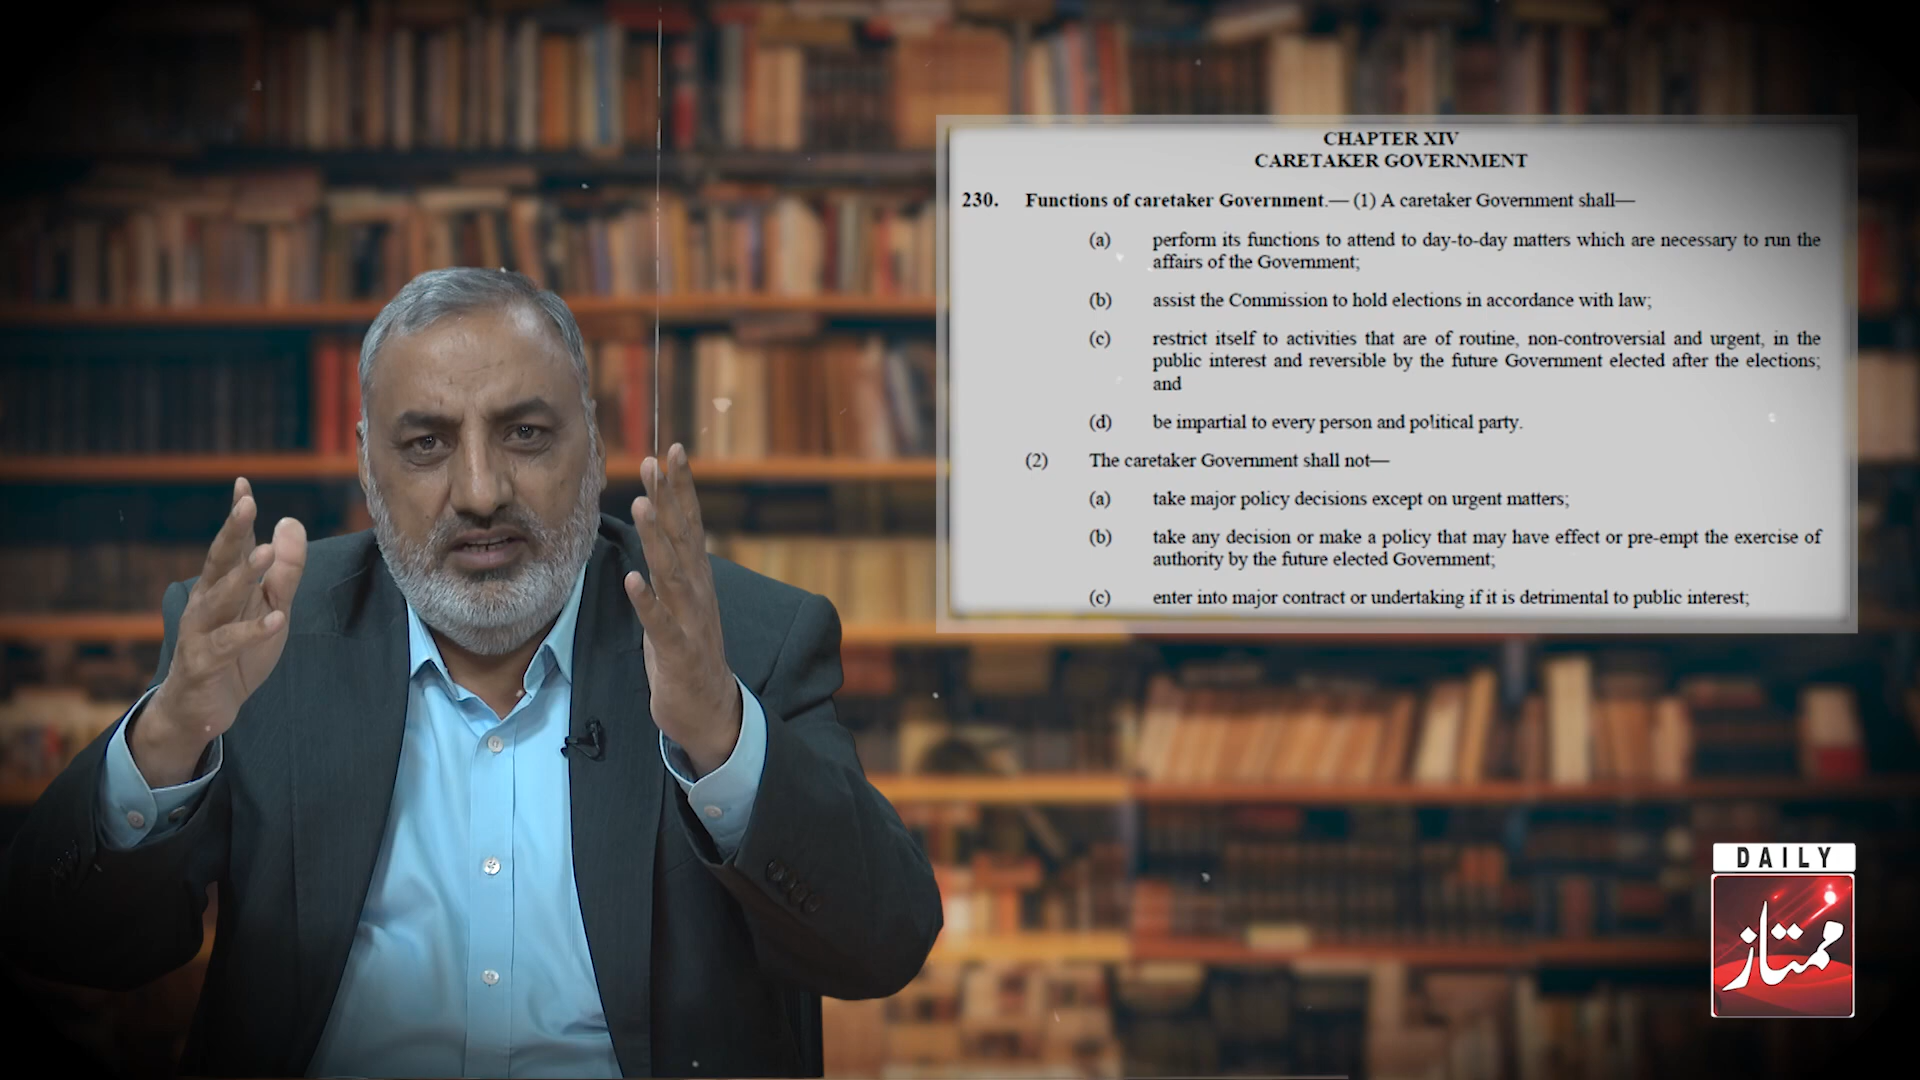 CHAPTER XIV
CARETAKER GOVERNMENT
230. Functions of caretaker Government.— (1) A caretaker Government shall—
(a) perform its functions to attend to day-to-day matters which are necessary to run the
affairs of the Government;
(b) assist the Commission to hold elections in accordance with law;
(c) restrict itself to activities that are of routine, non-controversial and urgent, in the
public interest and reversible by the future Government elected after the elections;
and
(d) be impartial to every person and political party.
(2) The caretaker Government shall not—
(a) take major policy decisions except on urgent matters;
(b) take any decision or make a policy that may have effect or pre-empt the exercise of
authority by the future elected Government;
(c) enter into major contract or undertaking if it is detrimental to public interest;
DAILY
ممتاز